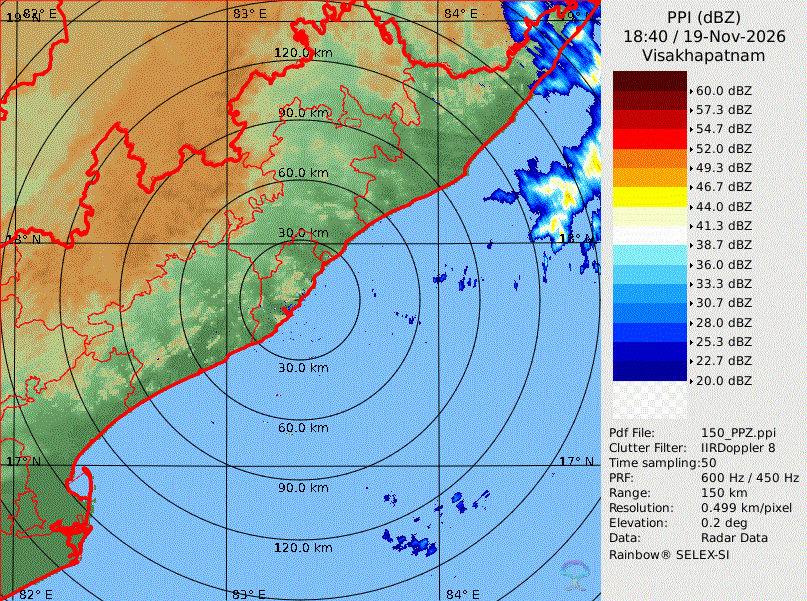 82° E
83° E
84° E
19° N
19° N
120.0 km
90.0 km
60.0 km
30.0 km
18° N
18° N
30.0 km
60.0 km
17° N
17° N
90.0 km
120.0 km
82° E
83° E
84° E
PPI (dBZ)
18:40 / 19-Nov-2026
Visakhapatnam
60.0 dBZ
57.3 dBZ
54.7 dBZ
52.0 dBZ
49.3 dBZ
46.7 dBZ
44.0 dBZ
41.3 dBZ
38.7 dBZ
36.0 dBZ
33.3 dBZ
30.7 dBZ
28.0 dBZ
25.3 dBZ
22.7 dBZ
20.0 dBZ
Pdf File: 150_PPZ.ppi
Clutter Filter: IIRDoppler 8
Time sampling:50
PRF: 600 Hz / 450 Hz
Range: 150 km
Resolution: 0.499 km/pixel
Elevation: 0.2 deg
Data: Radar Data
Rainbow® SELEX-SI